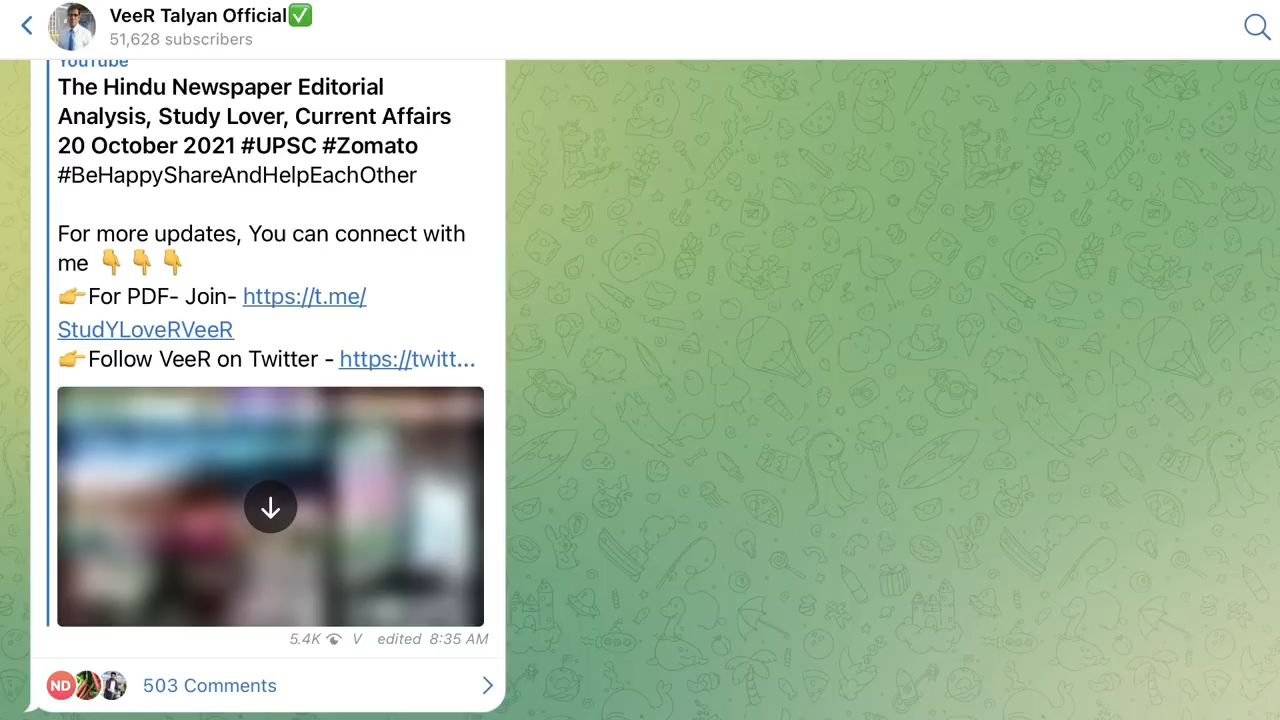 VeeR Talyan Official✅
51,628 subscribers
YouTube
The Hindu Newspaper Editorial
Analysis, Study Lover, Current Affairs
20 October 2021 #UPSC #Zomato
#BeHappyShareAndHelpEachOther
For more updates, You can connect with
me 👇👇👇
👉For PDF- Join- https://t.me/
StudYLoveRVeeR
👉Follow VeeR on Twitter - https://twitt...
5.4K V edited 8:35 AM
ND 503 Comments